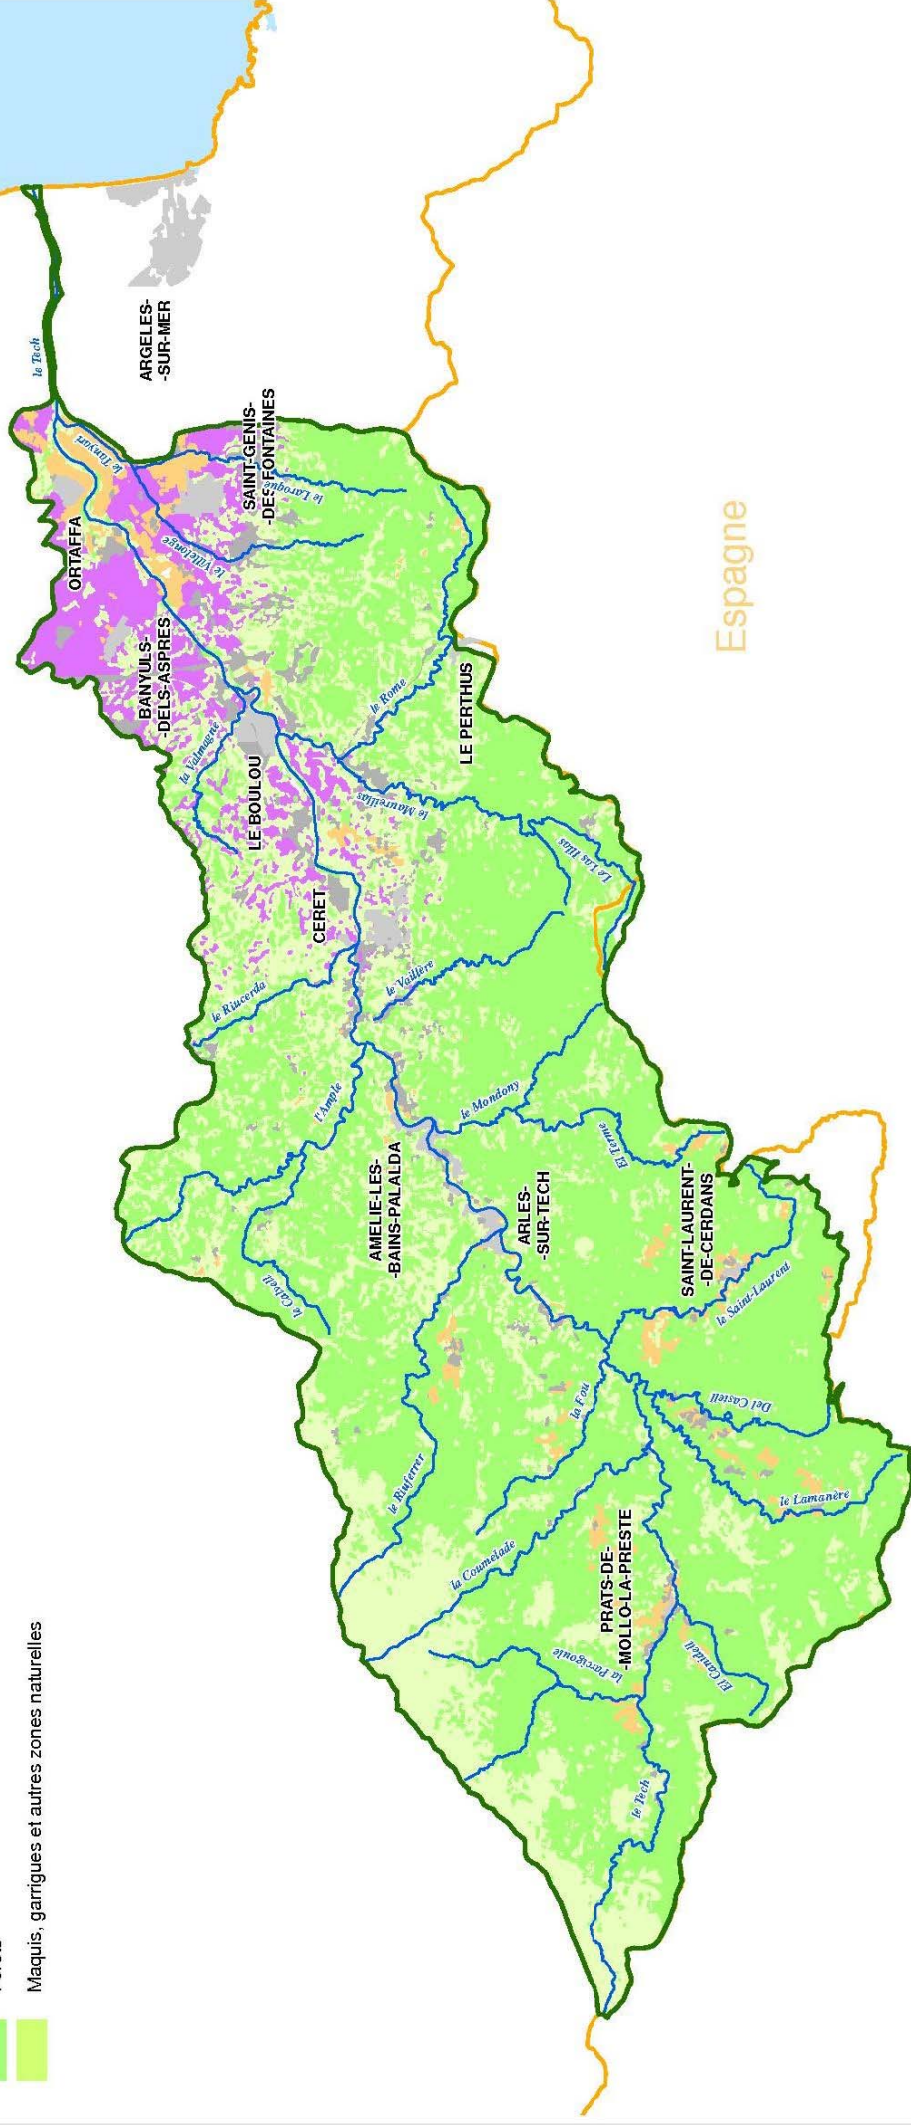 Maquis, garrigues et autres zones naturelles
le Tech
ARGELES-
-SUR-MER
le Tanyari
ORTAFFA
SAINT-GENIS-
-DES FONTAINES
le Laroque
le Villelongue
BANYULS-
-DELS-ASPRES
la Valmagne
LE BOULOU
le Rome
LE PERTHUS
le Maureillas
Le Las Illas
CERET
le Vaillère
le Riucerda
l'Ample
le Mondony
El Terme
AMELIE-LES-
-BAINS-PALALDA
ARLES-
-SUR-TECH
SAINT-LAURENT-
-DE-CERDANS
le Saint-Laurent
le Calvell
la Fou
Del Castell
le Riuferrer
le Lamanère
la Coumelade
PRATS-DE-
-MOLLO-LA-PRESTE
la Parcigoule
El Canidell
le Tech
Espagne